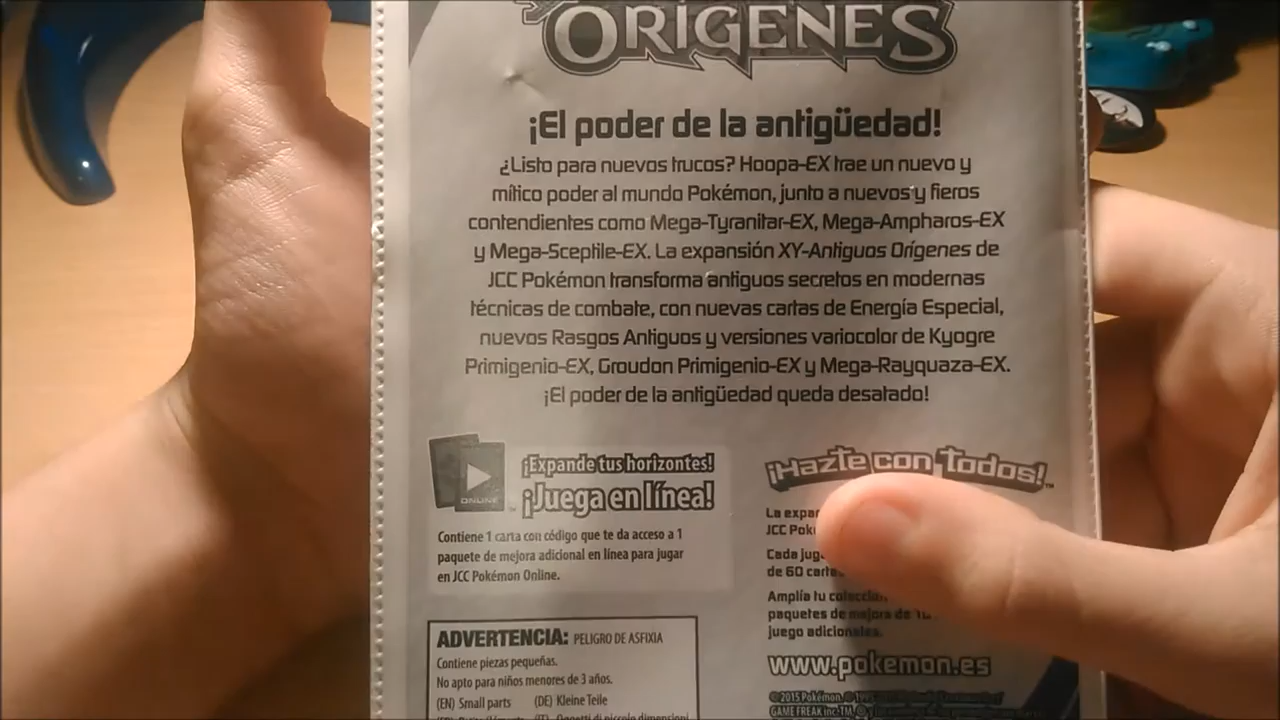 ORÍGENES
¡El poder de la antigüedad!
¿Listo para nuevos trucos? Hoopa-EX trae un nuevo y
mítico poder al mundo Pokémon, junto a nuevos y fieros
contendientes como Mega-Tyranitar-EX, Mega-Ampharos-EX
y Mega-Sceptile-EX. La expansión XY-Antiguos Orígenes de
JCC Pokémon transforma antiguos secretos en modernas
técnicas de combate, con nuevas cartas de Energía Especial,
nuevos Rasgos Antiguos y versiones variocolor de Kyogre
Primigenio-EX, Groudon Primigenio-EX y Mega-Rayquaza-EX.
¡El poder de la antigüedad queda desatado!
ONLINE
¡Expande tus horizontes!
¡Juega en línea!
Contiene 1 carta con código que te da acceso a 1
paquete de mejora adicional en línea para jugar
en JCC Pokémon Online.
ADVERTENCIA: PELIGRO DE ASFIXIA
Contiene piezas pequeñas.
No apto para niños menores de 3 años.
(EN) Small parts (DE) Kleine Teile
(IT) Oggetti di piccole dimensioni
¡Hazte con Todos!™
La
JCC
Cada
de 60
Amplía tu
paquetes de mejora de
juego adicionales.
www.pokemon.es
©2015 Pokémon.
GAME FREAK inc. TM, ®